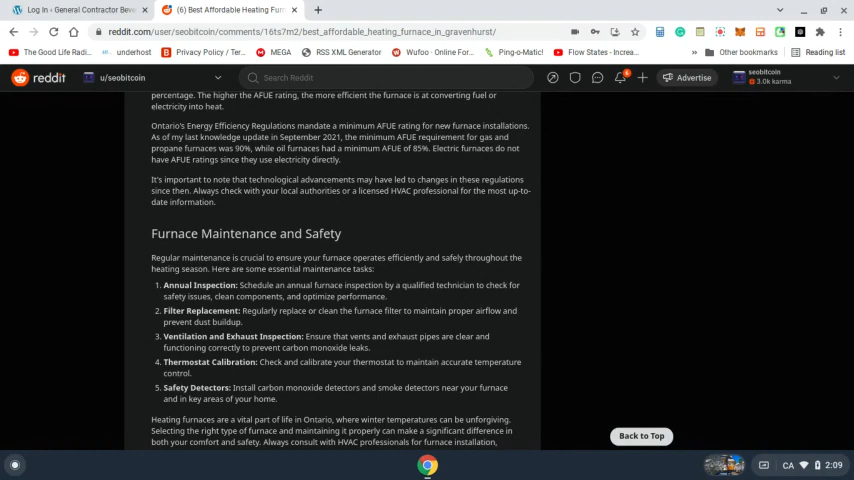 Log In ‹ General Contractor Beve
(6) Best Affordable Heating Furn
reddit.com/user/seobitcoin/comments/16ts7m2/best_affordable_heating_furnace_in_gravenhurst/
The Good Life Radi...
underhost
Privacy Policy / Ter...
MEGA
RSS XML Generator
Wufoo · Online For...
Ping-o-Matic!
Flow States - Increa...
»
Other bookmarks
Reading list
reddit
u/seobitcoin
Search Reddit
6
Advertise
seobitcoin
3.0k karma
percentage. The higher the AFUE rating, the more efficient the furnace is at converting fuel or
electricity into heat.
Ontario's Energy Efficiency Regulations mandate a minimum AFUE rating for new furnace installations.
As of my last knowledge update in September 2021, the minimum AFUE requirement for gas and
propane furnaces was 90%, while oil furnaces had a minimum AFUE of 85%. Electric furnaces do not
have AFUE ratings since they use electricity directly.
It's important to note that technological advancements may have led to changes in these regulations
since then. Always check with your local authorities or a licensed HVAC professional for the most up-to-
date information.
Furnace Maintenance and Safety
Regular maintenance is crucial to ensure your furnace operates efficiently and safely throughout the
heating season. Here are some essential maintenance tasks:
1. Annual Inspection: Schedule an annual furnace inspection by a qualified technician to check for
safety issues, clean components, and optimize performance.
2. Filter Replacement: Regularly replace or clean the furnace filter to maintain proper airflow and
prevent dust buildup.
3. Ventilation and Exhaust Inspection: Ensure that vents and exhaust pipes are clear and
functioning correctly to prevent carbon monoxide leaks.
4. Thermostat Calibration: Check and calibrate your thermostat to maintain accurate temperature
control.
5. Safety Detectors: Install carbon monoxide detectors and smoke detectors near your furnace
and in key areas of your home.
Heating furnaces are a vital part of life in Ontario, where winter temperatures can be unforgiving.
Selecting the right type of furnace and maintaining it properly can make a significant difference in
both your comfort and safety. Always consult with HVAC professionals for furnace installation,
Back to Top
CA
2:09